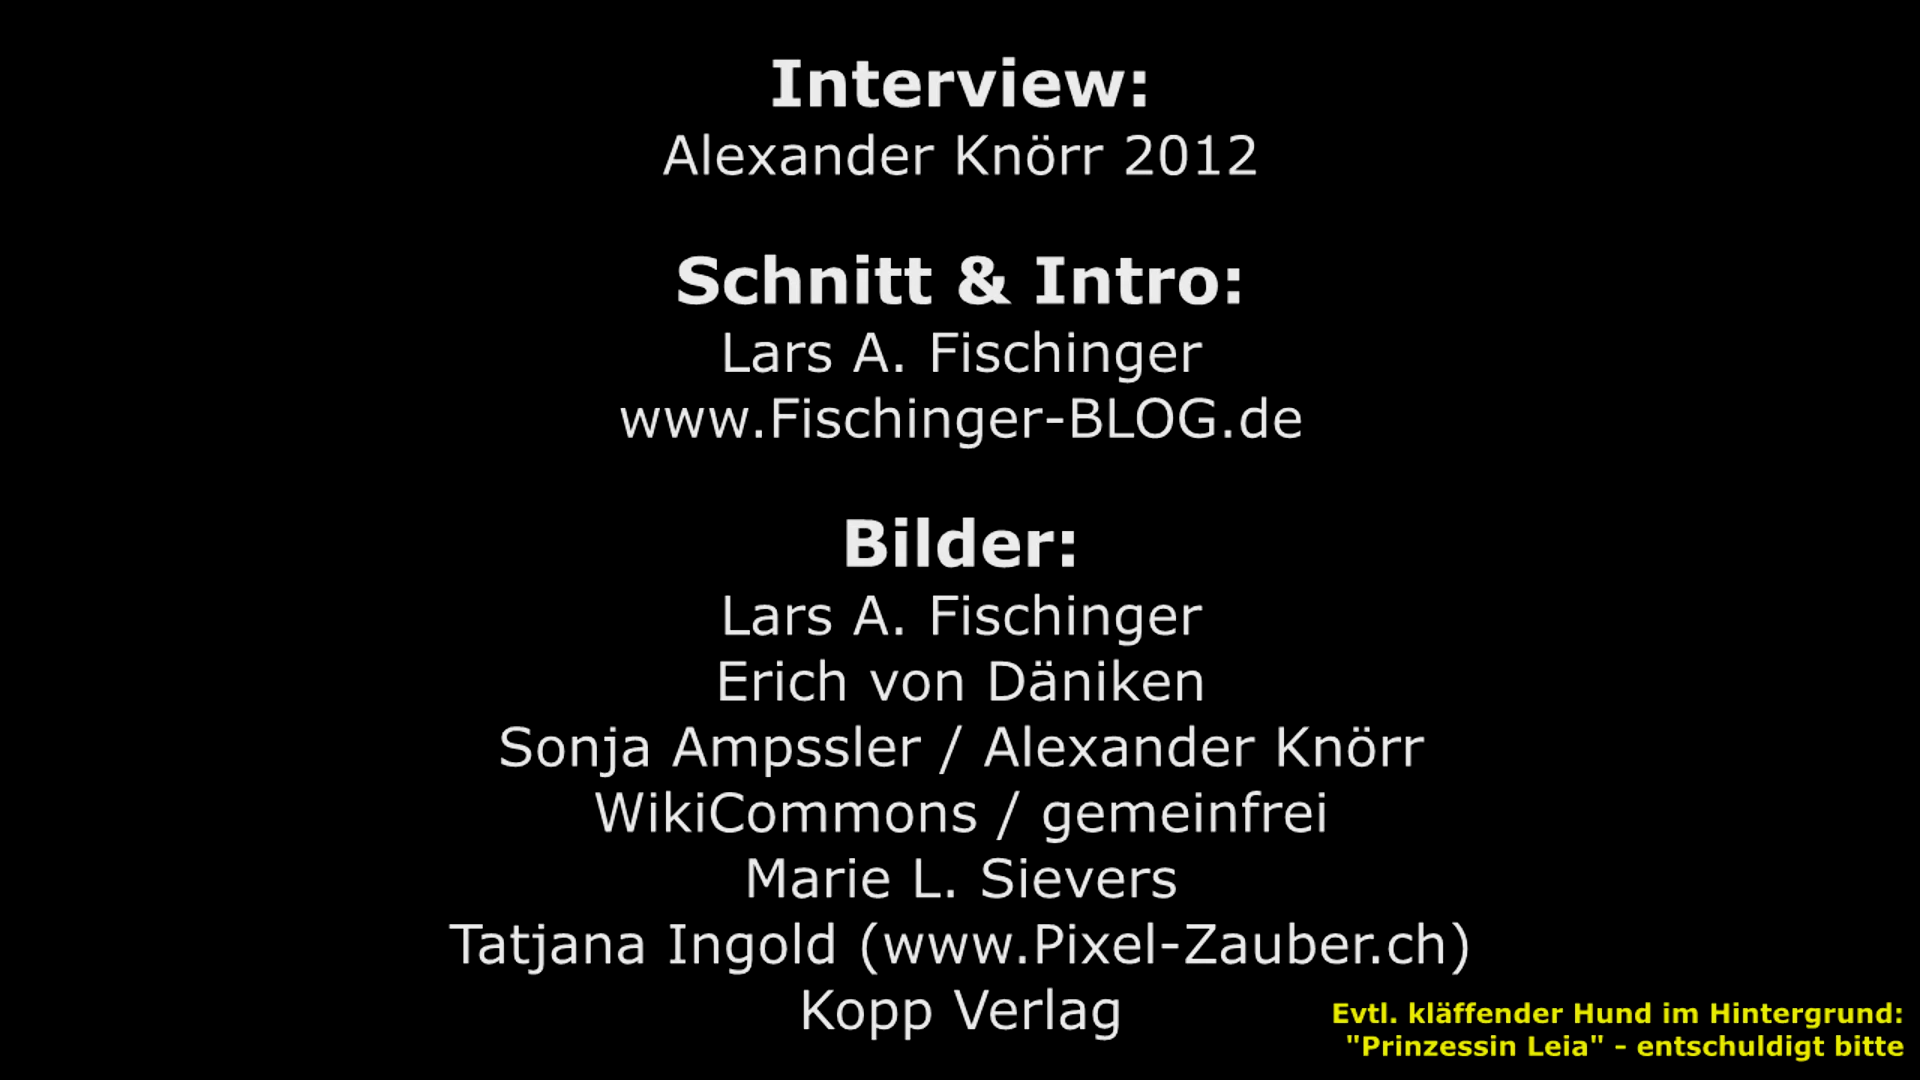 Interview:
Alexander Knörr 2012
Schnitt & Intro:
Lars A. Fischinger
www.Fischinger-BLOG.de
Bilder:
Lars A. Fischinger
Erich von Däniken
Sonja Ampssler / Alexander Knörr
WikiCommons / gemeinfrei
Marie L. Sievers
Tatjana Ingold (www.Pixel-Zauber.ch)
Kopp Verlag
Evtl. kläffender Hund im Hintergrund:
"Prinzessin Leia" - entschuldigt bitte